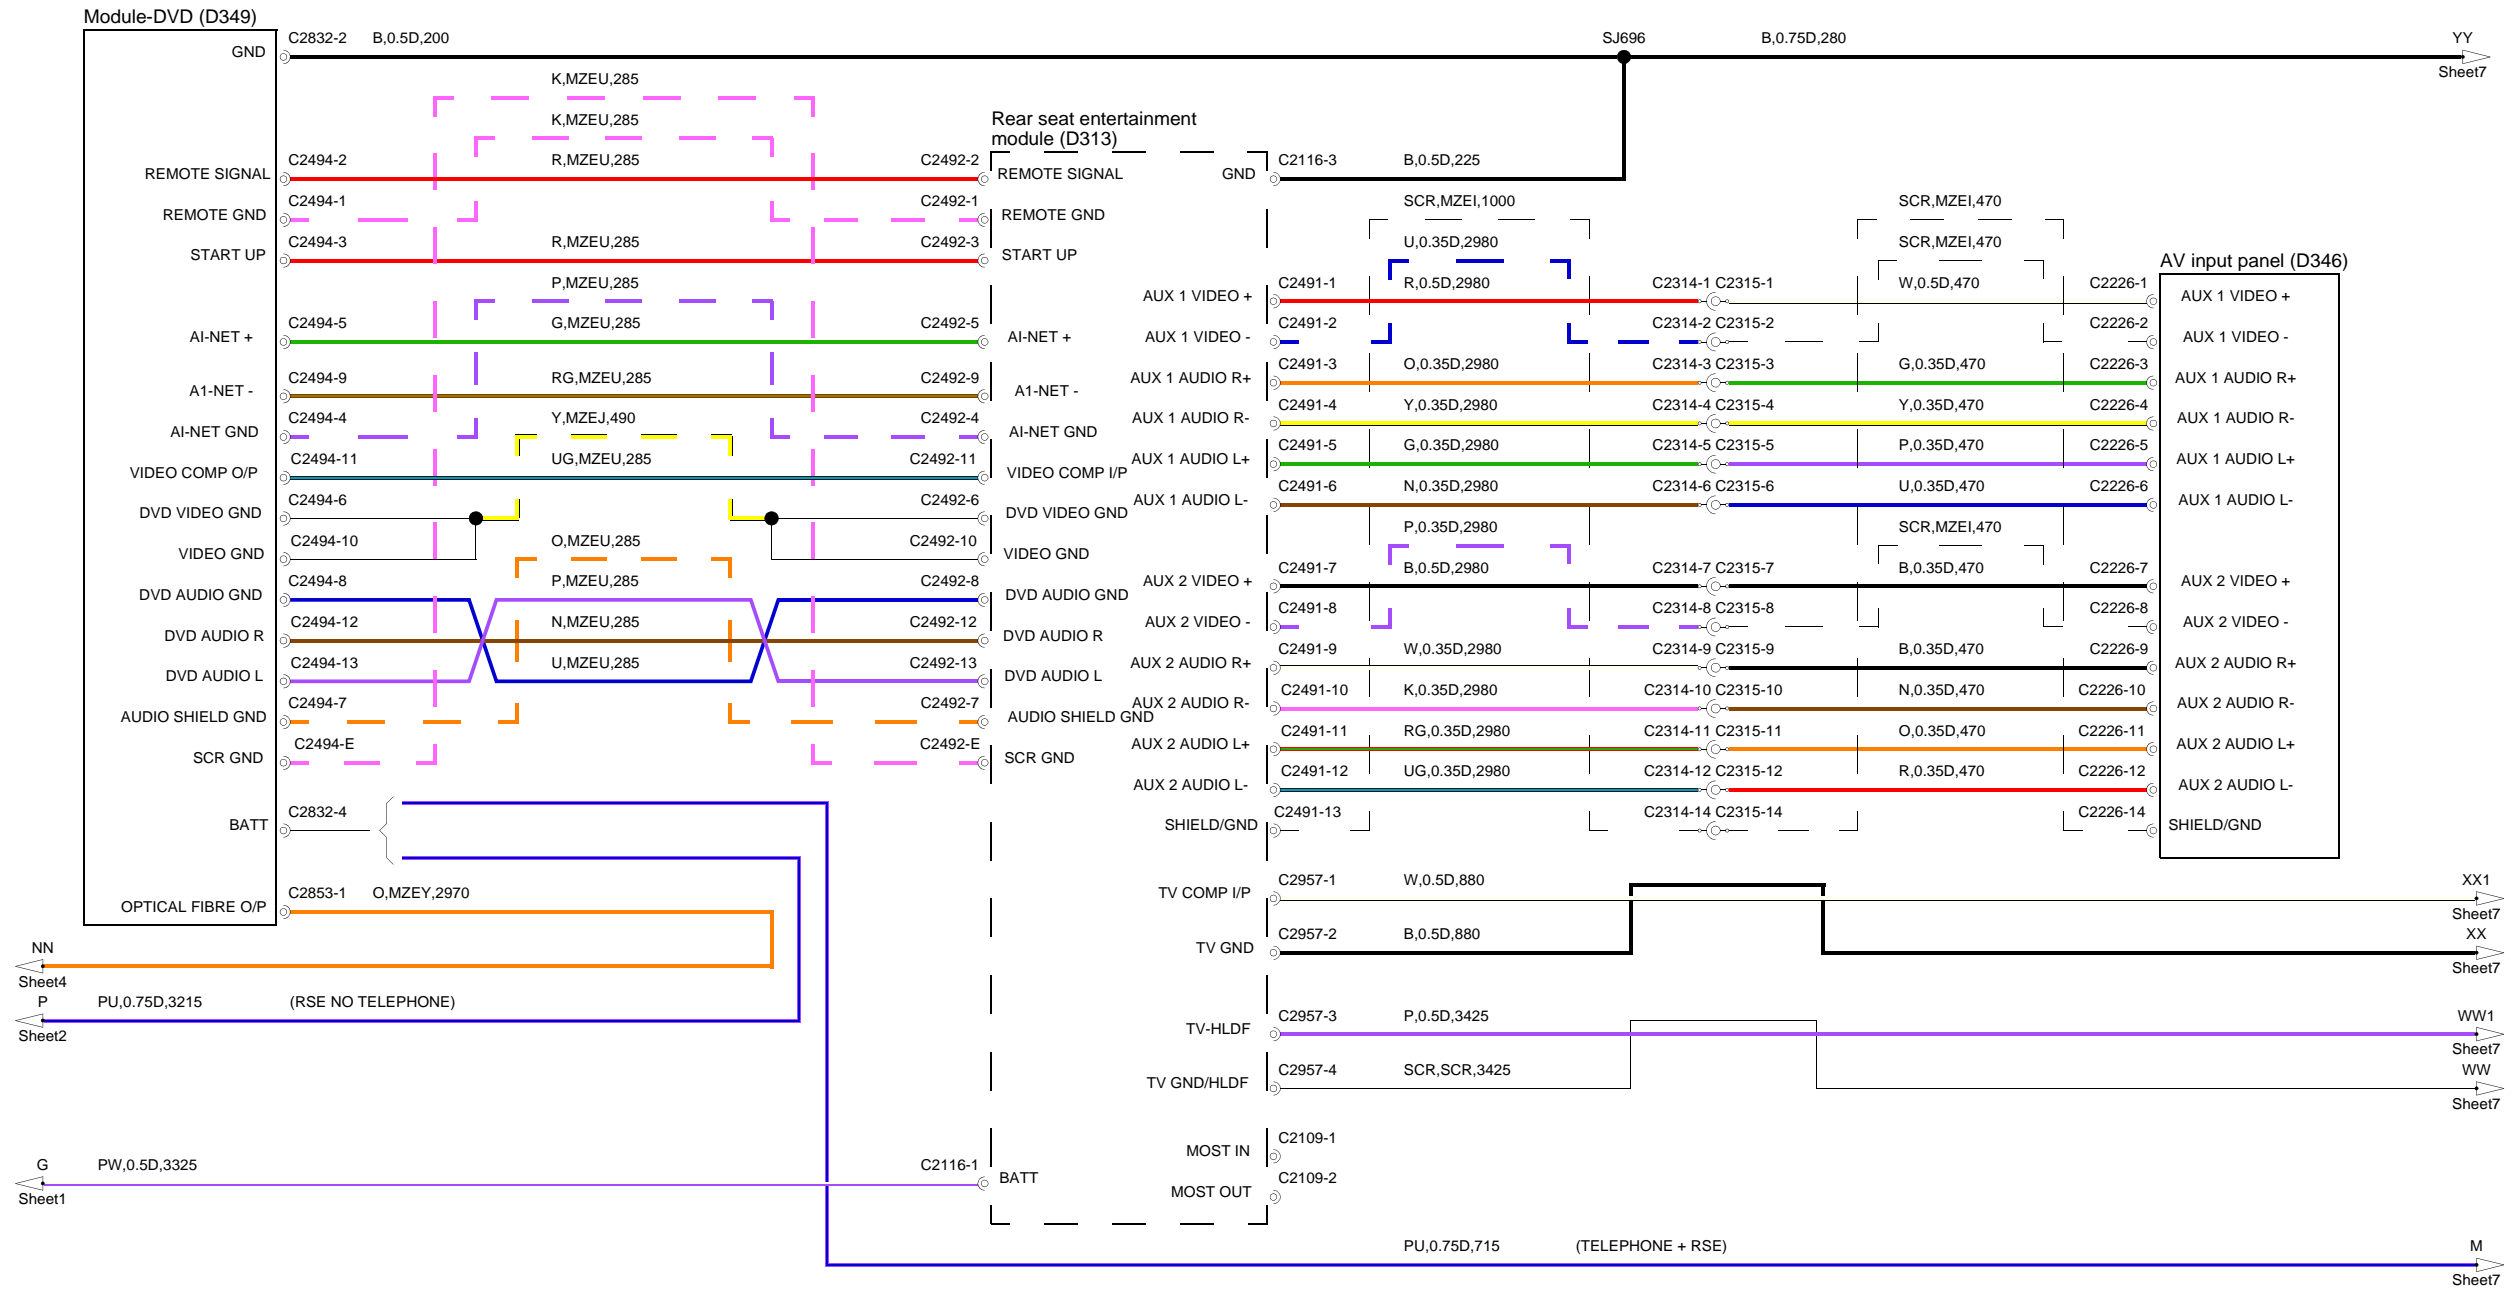 Module-DVD (D349)
GND
C2832-2
B,0.5D,200
SJ696
B,0.75D,280
YY
Sheet7
K,MZEU,285
K,MZEU,285
Rear seat entertainment
module (D313)
REMOTE SIGNAL
C2494-2
R,MZEU,285
C2492-2
REMOTE SIGNAL
GND
C2116-3
B,0.5D,225
REMOTE GND
C2494-1
C2492-1
REMOTE GND
SCR,MZEI,1000
SCR,MZEI,470
START UP
C2494-3
R,MZEU,285
C2492-3
START UP
U,0.35D,2980
SCR,MZEI,470
AV input panel (D346)
P,MZEU,285
AUX 1 VIDEO +
C2491-1
R,0.5D,2980
C2314-1 C2315-1
W,0.5D,470
C2226-1
AUX 1 VIDEO +
AI-NET +
C2494-5
G,MZEU,285
C2492-5
AI-NET +
AUX 1 VIDEO -
C2491-2
C2314-2 C2315-2
C2226-2
AUX 1 VIDEO -
A1-NET -
C2494-9
RG,MZEU,285
C2492-9
A1-NET -
AUX 1 AUDIO R+
C2491-3
O,0.35D,2980
C2314-3 C2315-3
G,0.35D,470
C2226-3
AUX 1 AUDIO R+
AI-NET GND
C2494-4
Y,MZEJ,490
C2492-4
AI-NET GND
AUX 1 AUDIO R-
C2491-4
Y,0.35D,2980
C2314-4 C2315-4
Y,0.35D,470
C2226-4
AUX 1 AUDIO R-
VIDEO COMP O/P
C2494-11
UG,MZEU,285
C2492-11
VIDEO COMP I/P
AUX 1 AUDIO L+
C2491-5
G,0.35D,2980
C2314-5 C2315-5
P,0.35D,470
C2226-5
AUX 1 AUDIO L+
DVD VIDEO GND
C2494-6
C2492-6
DVD VIDEO GND
AUX 1 AUDIO L-
C2491-6
N,0.35D,2980
C2314-6 C2315-6
U,0.35D,470
C2226-6
AUX 1 AUDIO L-
VIDEO GND
C2494-10
O,MZEU,285
C2492-10
VIDEO GND
P,0.35D,2980
SCR,MZEI,470
DVD AUDIO GND
C2494-8
P,MZEU,285
C2492-8
DVD AUDIO GND
AUX 2 VIDEO +
C2491-7
B,0.5D,2980
C2314-7 C2315-7
B,0.35D,470
C2226-7
AUX 2 VIDEO +
DVD AUDIO R
C2494-12
N,MZEU,285
C2492-12
DVD AUDIO R
AUX 2 VIDEO -
C2491-8
C2314-8 C2315-8
C2226-8
AUX 2 VIDEO -
DVD AUDIO L
C2494-13
U,MZEU,285
C2492-13
DVD AUDIO L
AUX 2 AUDIO R+
C2491-9
W,0.35D,2980
C2314-9 C2315-9
B,0.35D,470
C2226-9
AUX 2 AUDIO R+
AUDIO SHIELD GND
C2494-7
C2492-7
AUDIO SHIELD GND
AUX 2 AUDIO R-
C2491-10
K,0.35D,2980
C2314-10 C2315-10
N,0.35D,470
C2226-10
AUX 2 AUDIO R-
SCR GND
C2494-E
C2492-E
SCR GND
AUX 2 AUDIO L+
C2491-11
RG,0.35D,2980
C2314-11 C2315-11
O,0.35D,470
C2226-11
AUX 2 AUDIO L+
AUX 2 AUDIO L-
C2491-12
UG,0.35D,2980
C2314-12 C2315-12
R,0.35D,470
C2226-12
AUX 2 AUDIO L-
BATT
C2832-4
SHIELD/GND
C2491-13
C2314-14 C2315-14
C2226-14
SHIELD/GND
OPTICAL FIBRE O/P
C2853-1
O,MZEY,2970
TV COMP I/P
C2957-1
W,0.5D,880
XX1
Sheet7
NN
Sheet4
TV GND
C2957-2
B,0.5D,880
XX
Sheet7
P
Sheet2
PU,0.75D,3215
(RSE NO TELEPHONE)
TV-HLDF
C2957-3
P,0.5D,3425
WW1
Sheet7
TV GND/HLDF
C2957-4
SCR,SCR,3425
WW
Sheet7
MOST IN
C2109-1
G
Sheet1
PW,0.5D,3325
C2116-1
BATT
MOST OUT
C2109-2
PU,0.75D,715
(TELEPHONE + RSE)
M
Sheet7